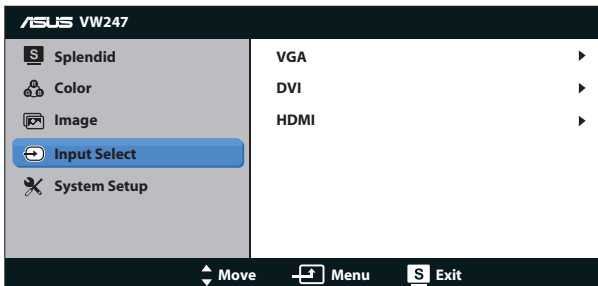 ASUS VW247
S Splendid
Color
Image
Input Select
System Setup
VGA
DVI
HDMI
Move Menu S Exit